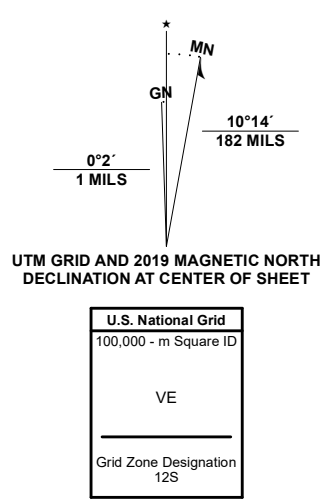 ★
MN
GN
10°14´
182 MILS
0°2´
1 MILS
UTM GRID AND 2019 MAGNETIC NORTH
DECLINATION AT CENTER OF SHEET
U.S. National Grid
100,000 - m Square ID
VE
Grid Zone Designation
12S